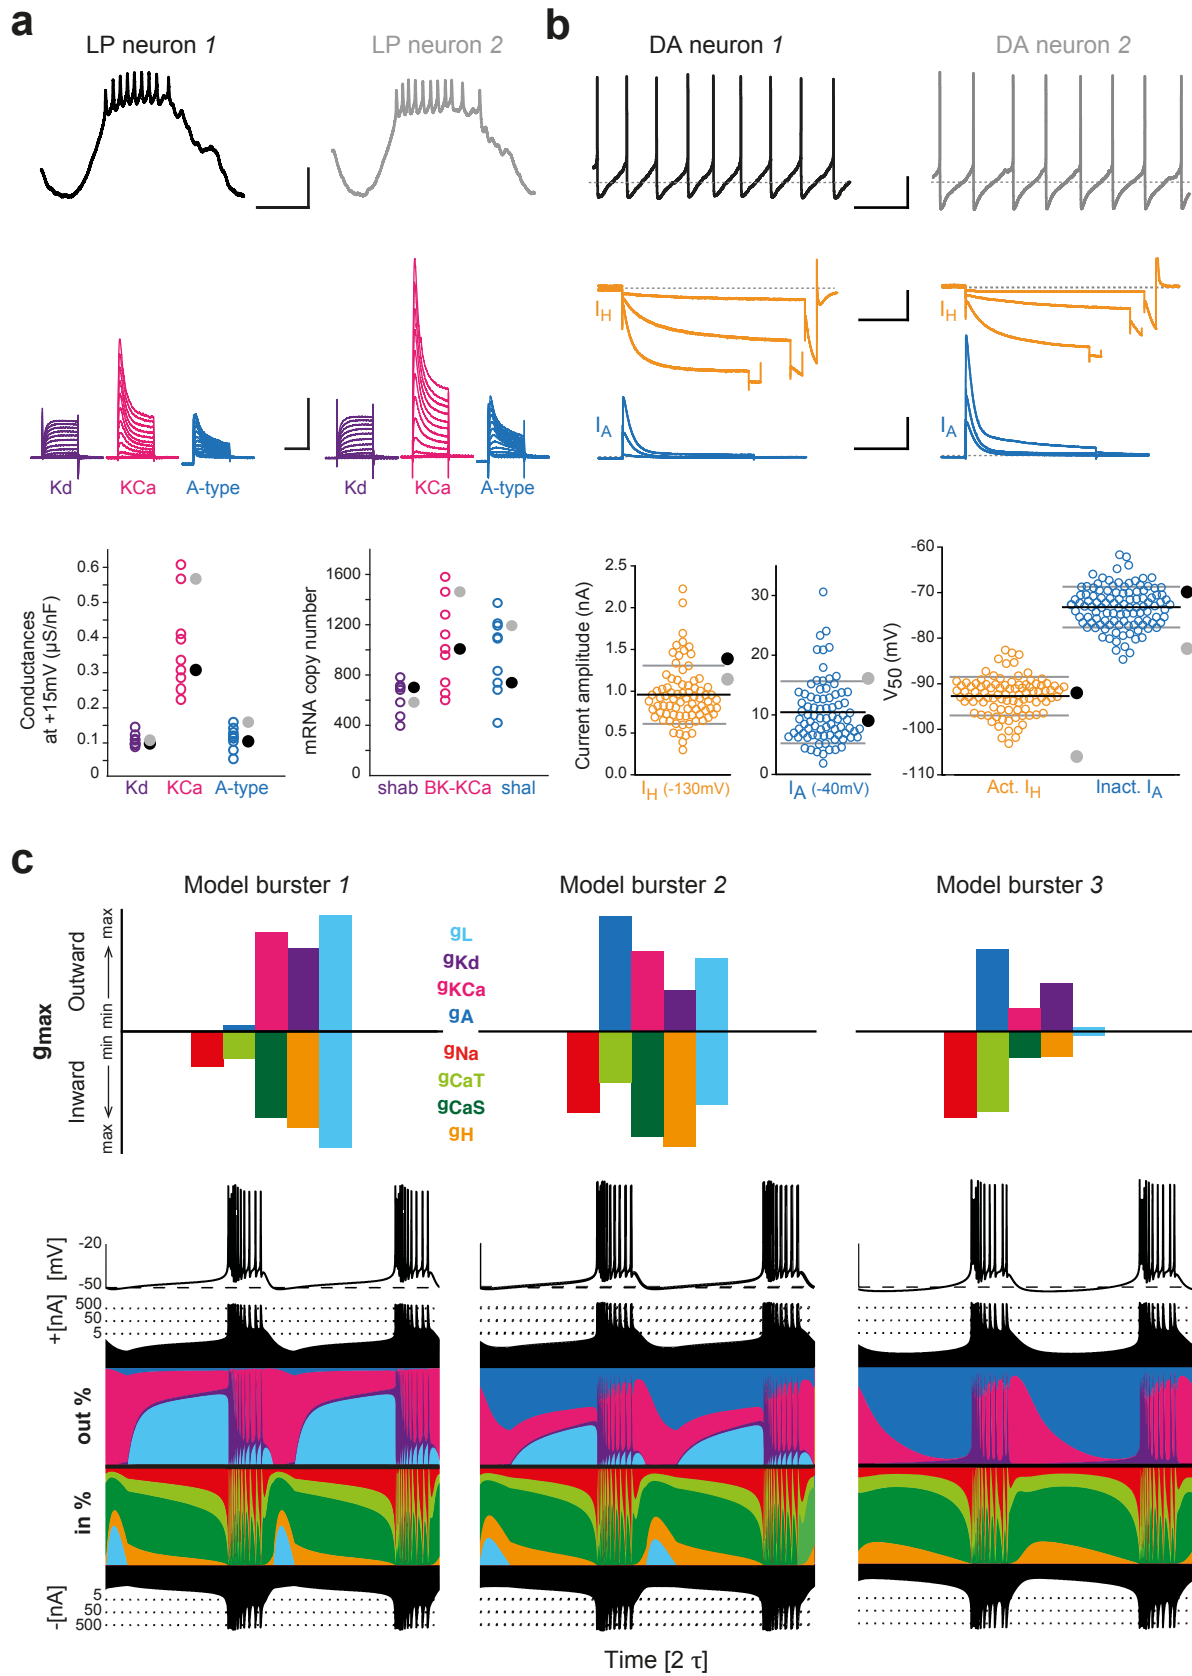 a
LP neuron 1
LP neuron 2
Kd
KCa
A-type
Kd
KCa
A-type
Conductances
at +15mV (µS/nF)
0.6
0.5
0.4
0.3
0.2
0.1
0
Kd
KCa
A-type
mRNA copy number
1600
1200
800
400
0
shab
BK-KCa
shal
b
DA neuron 1
DA neuron 2
IH
IH
IA
IA
Current amplitude (nA)
2.5
2.0
1.5
1.0
0.5
0.0
IH (-130mV)
30
20
10
0
IA (-40mV)
V50 (mV)
-60
-70
-80
-90
-100
-110
Act. IH
Inact. IA
c
Model burster 1
Model burster 2
Model burster 3
gmax
Outward
min
max
Inward
min
max
gL
gKd
gKCa
gA
gNa
gCaT
gCaS
gH
-20
-50
[mV]
500
50
5
+[nA]
out %
in %
5
50
500
-[nA]
Time [2 τ]